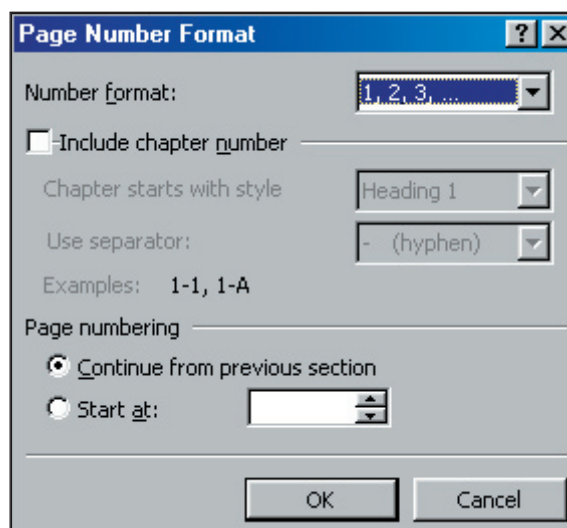 Page Number Format
Number format: 1, 2, 3, ...
Include chapter number
Chapter starts with style Heading 1
Use separator: - (hyphen)
Examples: 1-1, 1-A
Page numbering
Continue from previous section
Start at:
OK Cancel